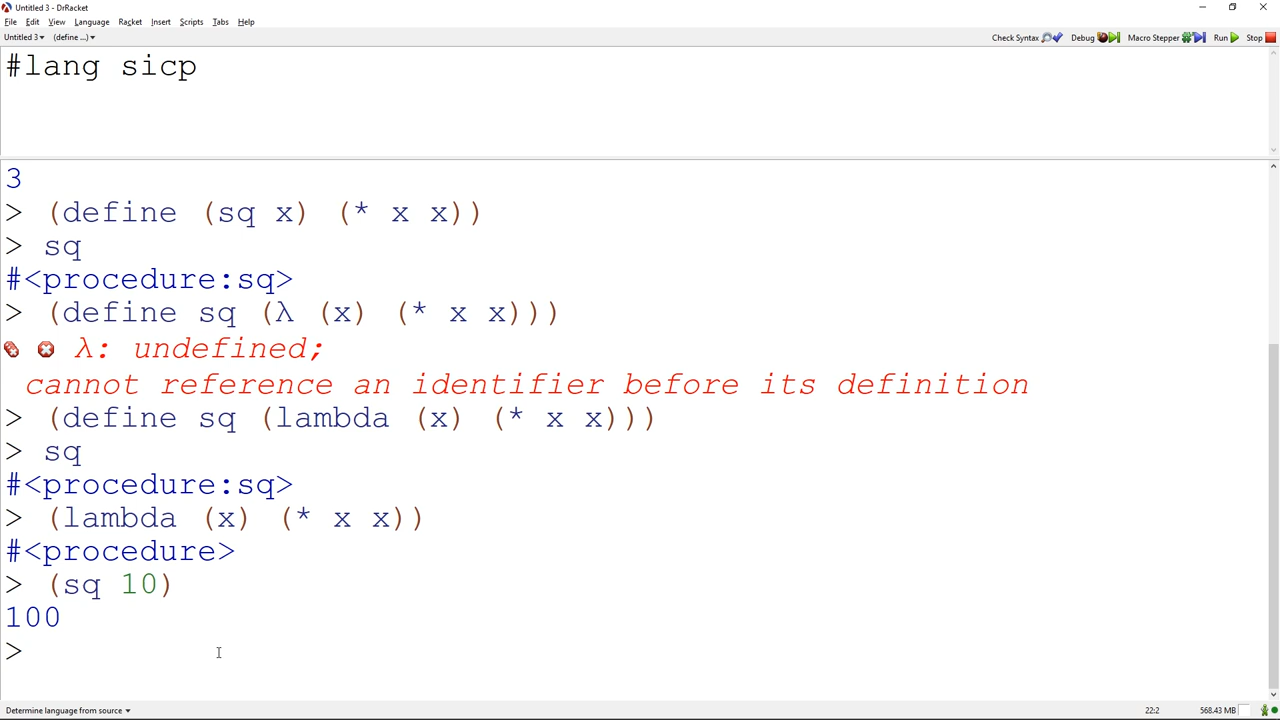 Untitled 3 - DrRacket
File Edit View Language Racket Insert Scripts Tabs Help
Untitled 3▾ (define ...)▾ Check Syntax Debug Macro Stepper Run Stop
#lang sicp
3
> (define (sq x) (* x x))
> sq
#<procedure:sq>
> (define sq (λ (x) (* x x)))
λ: undefined;
cannot reference an identifier before its definition
> (define sq (lambda (x) (* x x)))
> sq
#<procedure:sq>
> (lambda (x) (* x x))
#<procedure>
> (sq 10)
100
>
Determine language from source ▾ 22:2 568.43 MB